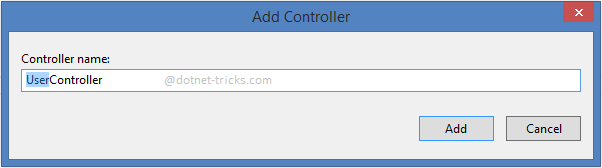 Add Controller
Controller name:
UserController @dotnet-tricks.com
Add Cancel